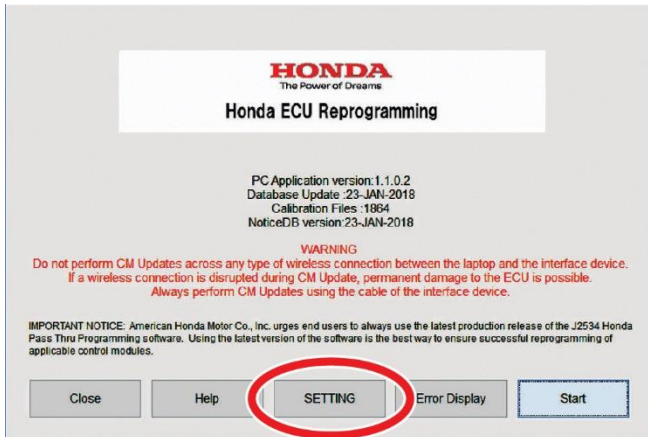 HONDA
The Power of Dreams
Honda ECU Reprogramming
PC Application version:1.1.0.2
Database Update :23-JAN-2018
Calibration Files :1864
NoticeDB version:23-JAN-2018
WARNING
Do not perform CM Updates across any type of wireless connection between the laptop and the interface device.
If a wireless connection is disrupted during CM Update, permanent damage to the ECU is possible.
Always perform CM Updates using the cable of the interface device.
IMPORTANT NOTICE: American Honda Motor Co., Inc. urges end users to always use the latest production release of the J2534 Honda
Pass Thru Programming software. Using the latest version of the software is the best way to ensure successful reprogramming of
applicable control modules.
Close Help SETTING Error Display Start